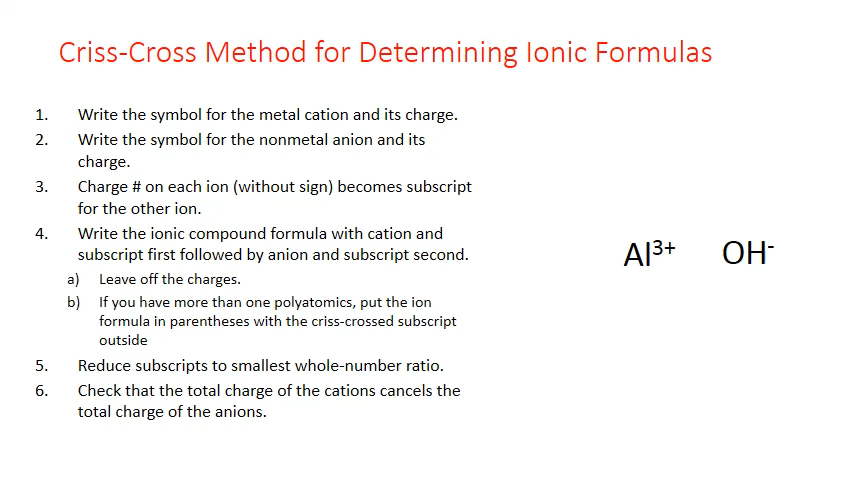 Criss-Cross Method for Determining Ionic Formulas
1. Write the symbol for the metal cation and its charge.
2. Write the symbol for the nonmetal anion and its
charge.
3. Charge # on each ion (without sign) becomes subscript
for the other ion.
4. Write the ionic compound formula with cation and
subscript first followed by anion and subscript second.
a) Leave off the charges.
b) If you have more than one polyatomics, put the ion
formula in parentheses with the criss-crossed subscript
outside
5. Reduce subscripts to smallest whole-number ratio.
6. Check that the total charge of the cations cancels the
total charge of the anions.
Al³⁺ OH⁻